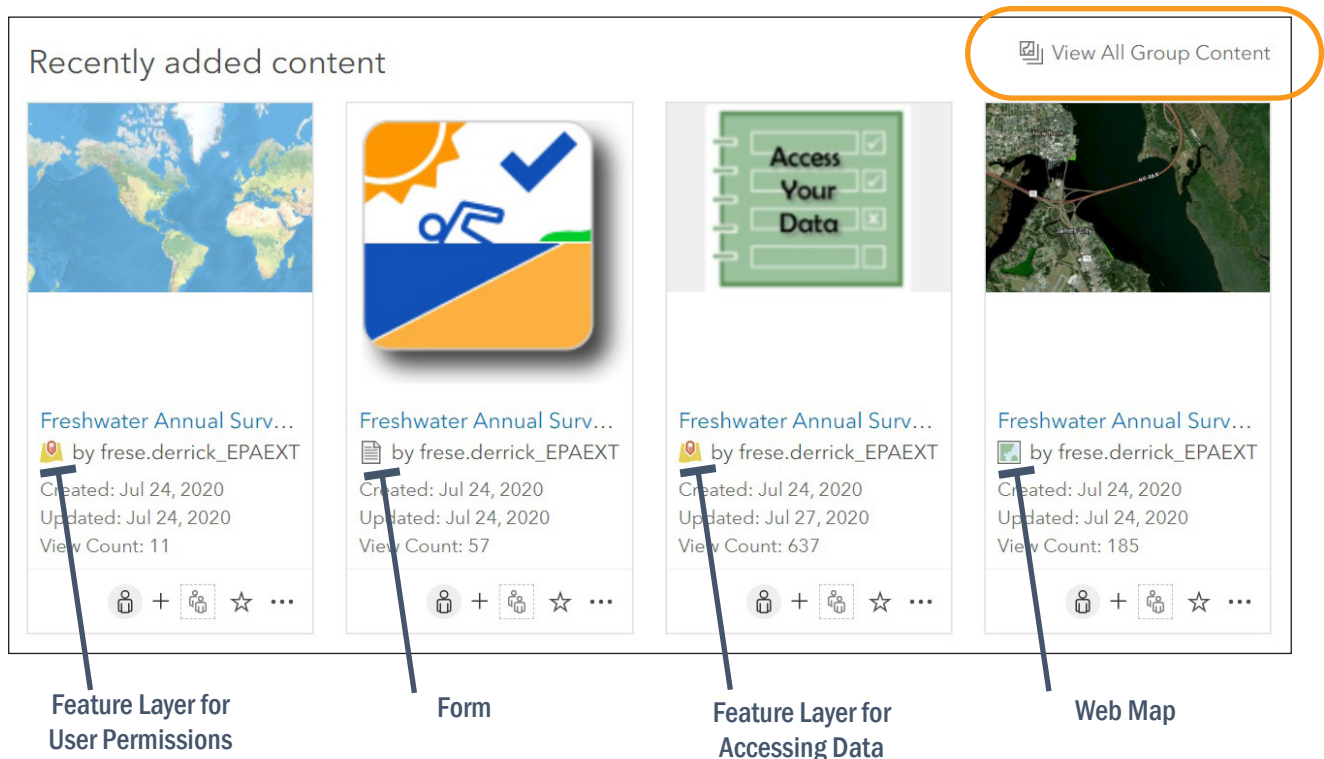 Recently added content
View All Group Content
Access
Your
Data
New Bern
James City
Freshwater Annual Surv...
by frese.derrick_EPAEXT
Created: Jul 24, 2020
Updated: Jul 24, 2020
View Count: 11
Freshwater Annual Surv...
by frese.derrick_EPAEXT
Created: Jul 24, 2020
Updated: Jul 24, 2020
View Count: 57
Freshwater Annual Surv...
by frese.derrick_EPAEXT
Created: Jul 24, 2020
Updated: Jul 27, 2020
View Count: 637
Freshwater Annual Surv...
by frese.derrick_EPAEXT
Created: Jul 24, 2020
Updated: Jul 24, 2020
View Count: 185
Feature Layer for
User Permissions
Form
Feature Layer for
Accessing Data
Web Map